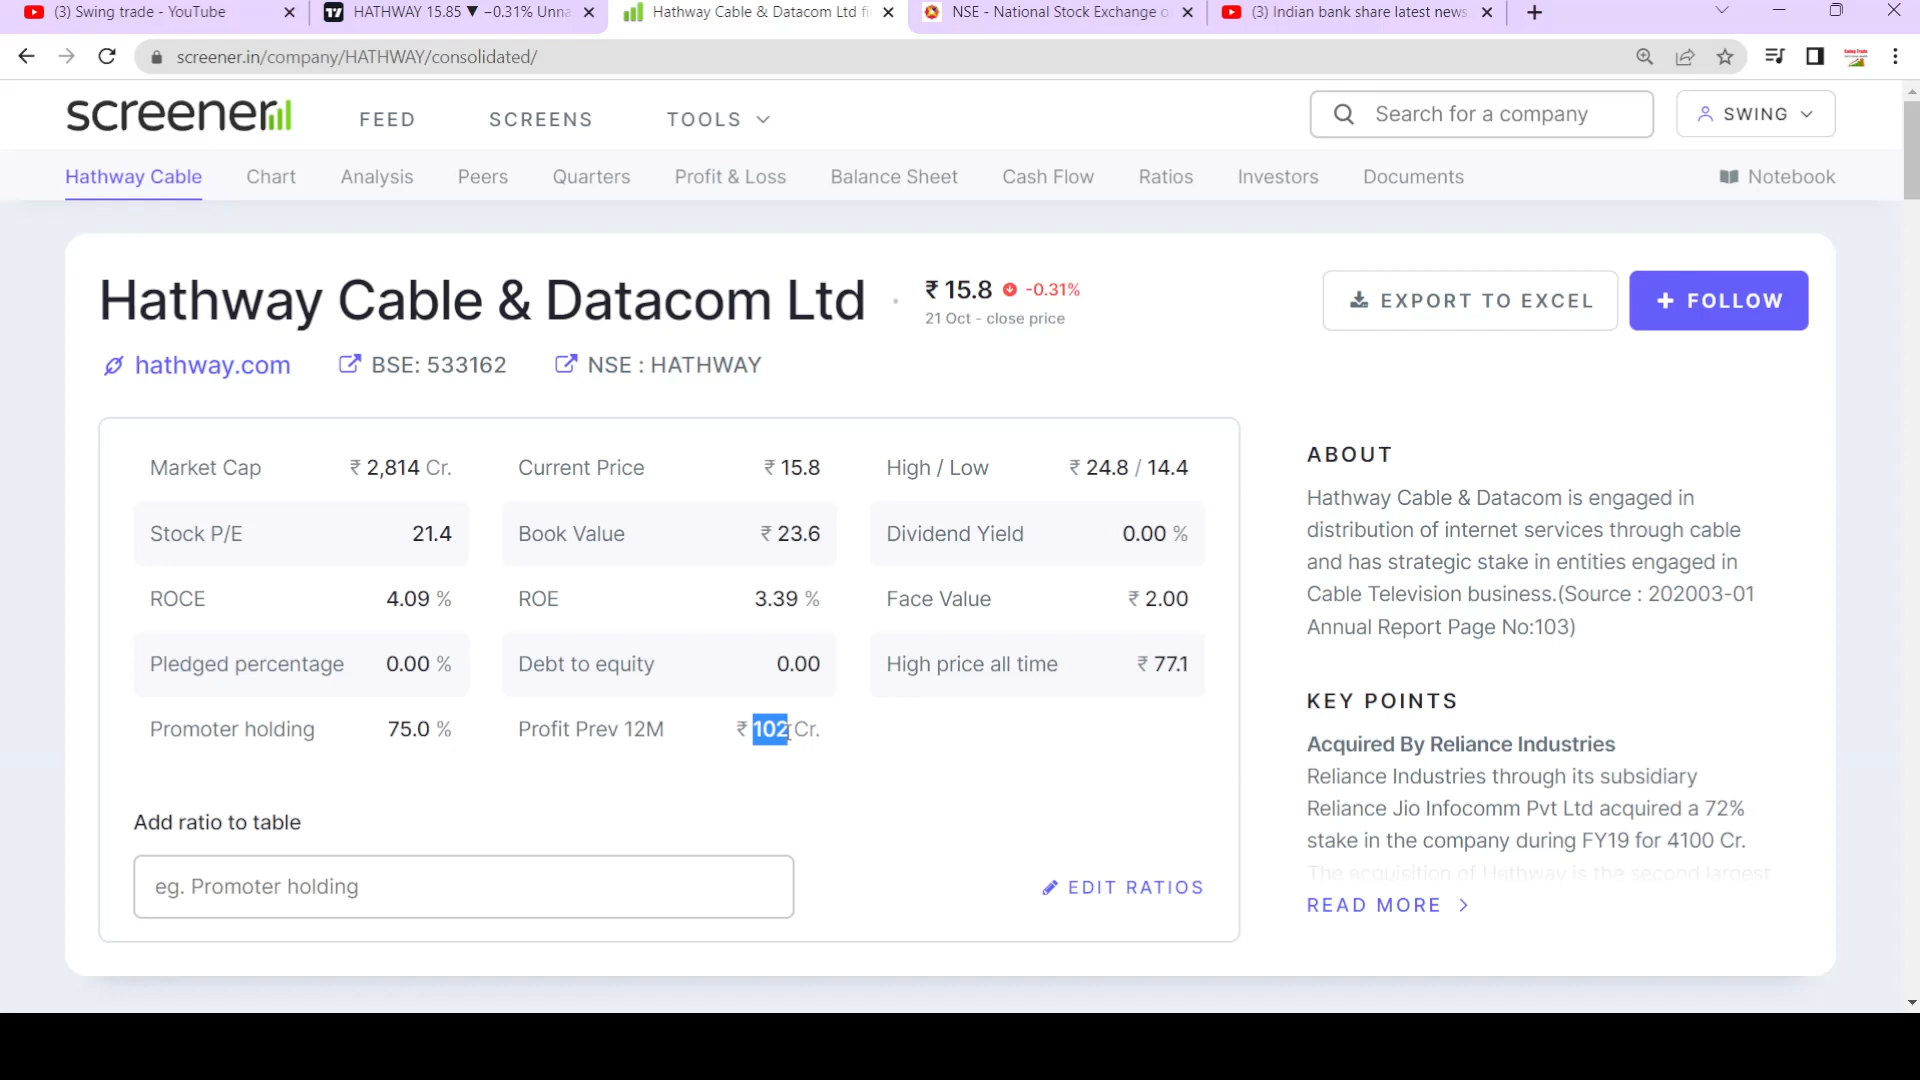 (3) Swing trade - YouTube
HATHWAY 15.85 ▼ −0.31% Unna
Hathway Cable & Datacom Ltd fi
NSE - National Stock Exchange o
(3) Indian bank share latest news
screener.in/company/HATHWAY/consolidated/
screener
FEED
SCREENS
TOOLS
Search for a company
SWING
Hathway Cable
Chart
Analysis
Peers
Quarters
Profit & Loss
Balance Sheet
Cash Flow
Ratios
Investors
Documents
Notebook
Hathway Cable & Datacom Ltd
₹ 15.8 -0.31%
21 Oct - close price
EXPORT TO EXCEL
+ FOLLOW
hathway.com
BSE: 533162
NSE : HATHWAY
Market Cap ₹ 2,814 Cr.
Current Price ₹ 15.8
High / Low ₹ 24.8 / 14.4
Stock P/E 21.4
Book Value ₹ 23.6
Dividend Yield 0.00 %
ROCE 4.09 %
ROE 3.39 %
Face Value ₹ 2.00
Pledged percentage 0.00 %
Debt to equity 0.00
High price all time ₹ 77.1
Promoter holding 75.0 %
Profit Prev 12M ₹ 102 Cr.
Add ratio to table
eg. Promoter holding
EDIT RATIOS
ABOUT
Hathway Cable & Datacom is engaged in
distribution of internet services through cable
and has strategic stake in entities engaged in
Cable Television business.(Source : 202003-01
Annual Report Page No:103)
KEY POINTS
Acquired By Reliance Industries
Reliance Industries through its subsidiary
Reliance Jio Infocomm Pvt Ltd acquired a 72%
stake in the company during FY19 for 4100 Cr.
The acquisition of Hathway is the second largest
READ MORE